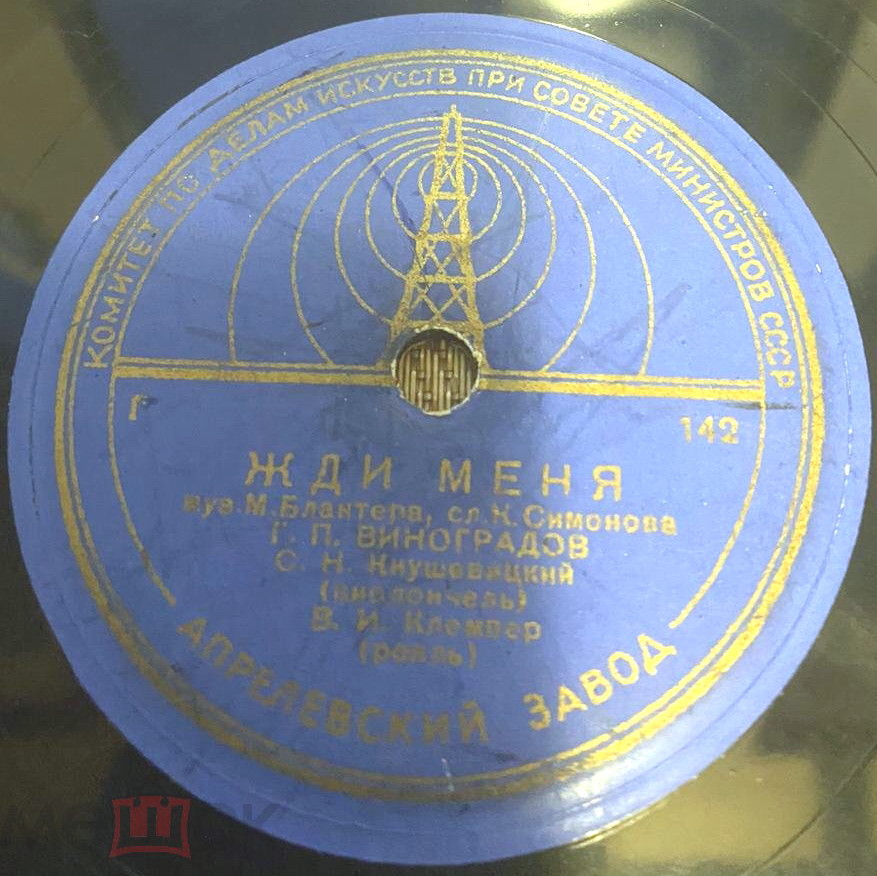 КОМИТЕТ ПО ДЕЛАМ ИСКУССТВ ПРИ СОВЕТЕ МИНИСТРОВ СССР
Г 142
ЖДИ МЕНЯ
муз. М. Блантера, сл. К. Симонова
Г. П. ВИНОГРАДОВ
С. Н. Кнушевицкий
(виолончель)
В. И. Клемпер
(рояль)
АПРЕЛЕВСКИЙ ЗАВОД
мешок